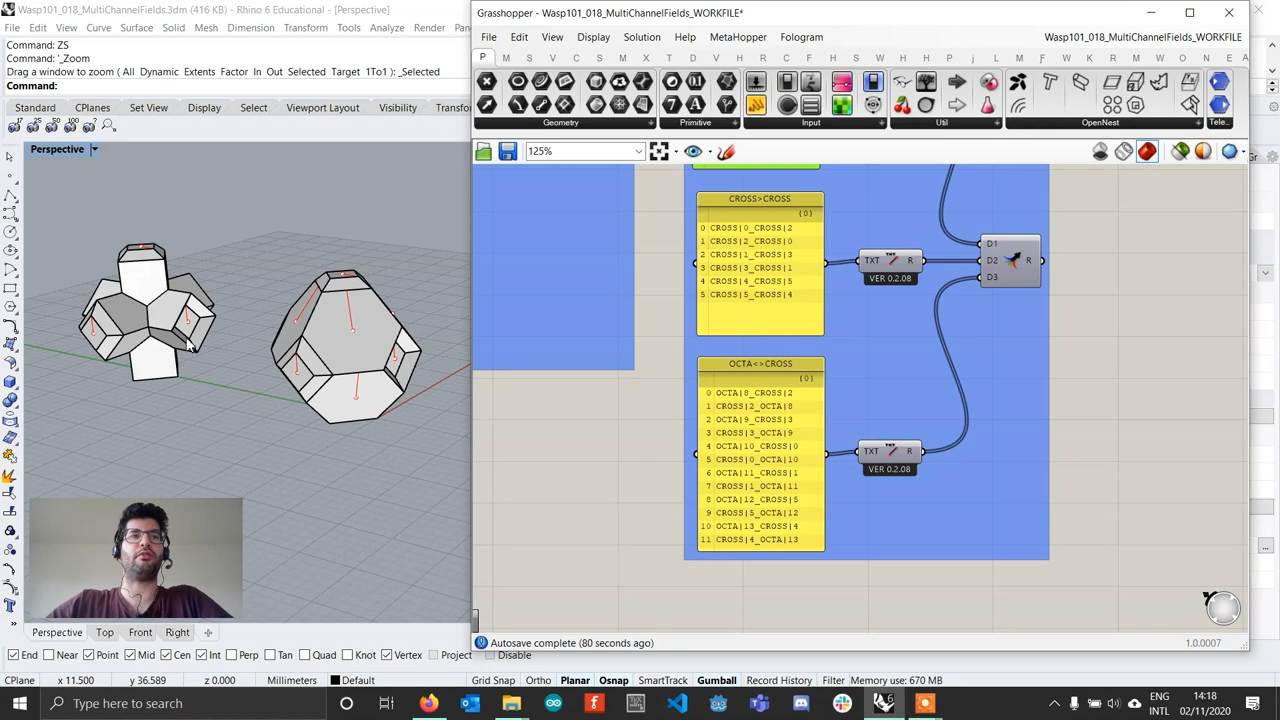 Wasp101_018_MultiChannelFields.3dm (416 KB) - Rhino 6 Educational - [Perspective]
File Edit View Curve Surface Solid Mesh Dimension Transform Tools Analyze Render
Command: ZS
Command: '_Zoom
Drag a window to zoom ( All Dynamic Extents Factor In Out Selected Target 1To1 ): _Selected
Command:
Standard CPlanes Set View Display Select Viewport Layout Visibility Transfo
Perspective
Perspective Top Front Right
End Near Point Mid Cen Int Perp Tan Quad Knot Vertex Project Disable
CPlane x 11.500 y 36.589 z 0.000 Millimeters Default Grid Snap Ortho Planar Osnap SmartTrack Gumball Record History Filter Memory use: 670 MB
Grasshopper - Wasp101_018_MultiChannelFields_WORKFILE*
File Edit View Display Solution Help MetaHopper Fologram
Wasp101_018_MultiChannelFields_WORKFILE
Geometry Primitive Input Util OpenNest Tele...
125%
CROSS>CROSS
{0}
0 CROSS|0_CROSS|2
1 CROSS|2_CROSS|0
2 CROSS|1_CROSS|3
3 CROSS|3_CROSS|1
4 CROSS|4_CROSS|5
5 CROSS|5_CROSS|4
TXT R
VER 0.2.08
D1
D2 R
D3
OCTA<>CROSS
{0}
0 OCTA|8_CROSS|2
1 CROSS|2_OCTA|8
2 OCTA|9_CROSS|3
3 CROSS|3_OCTA|9
4 OCTA|10_CROSS|0
5 CROSS|0_OCTA|10
6 OCTA|11_CROSS|1
7 CROSS|1_OCTA|11
8 OCTA|12_CROSS|5
9 CROSS|5_OCTA|12
10 OCTA|13_CROSS|4
11 CROSS|4_OCTA|13
TXT R
VER 0.2.08
Autosave complete (80 seconds ago)
1.0.0007
Type here to search
ENG
INTL
14:18
02/11/2020